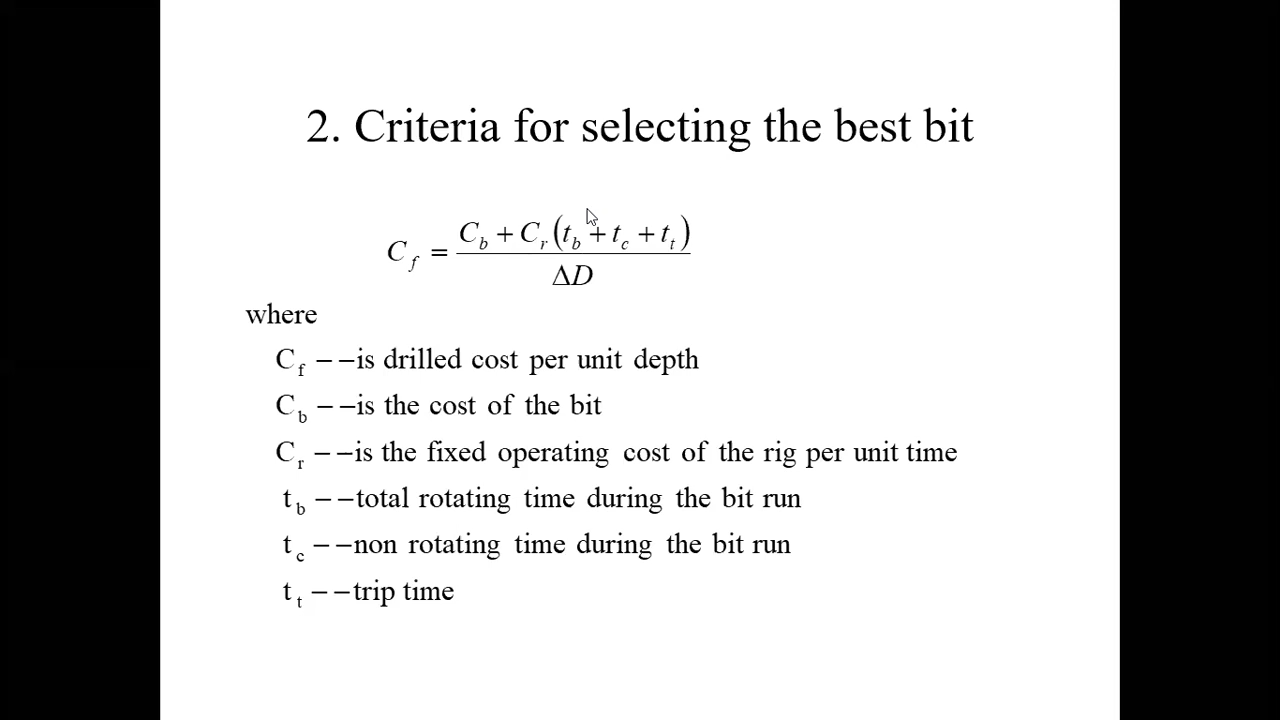 2. Criteria for selecting the best bit
C_f = \frac{C_b + C_r(t_b + t_c + t_t)}{ΔD}
where
C_f −−is drilled cost per unit depth
C_b −−is the cost of the bit
C_r −−is the fixed operating cost of the rig per unit time
t_b −−total rotating time during the bit run
t_c −−non rotating time during the bit run
t_t −−trip time